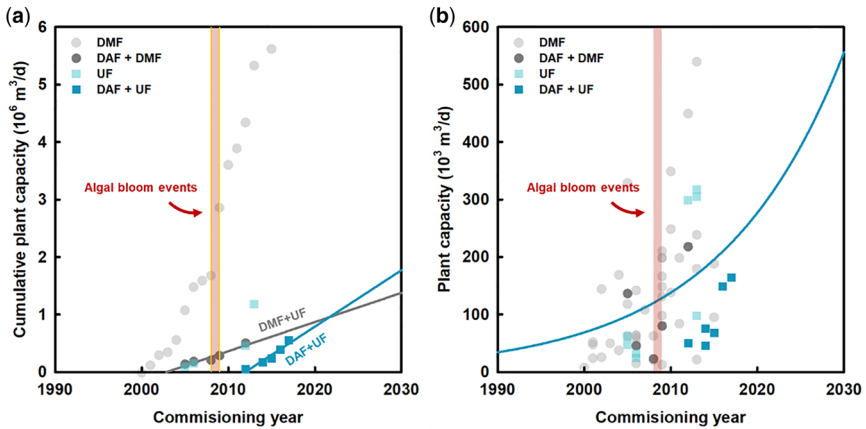 (a)
6
5
4
3
2
1
0
1990
2000
2010
2020
2030
Cumulative plant capacity (10⁶ m³/d)
Commisioning year
DMF
DAF + DMF
UF
DAF + UF
Algal bloom events
DMF+UF
DAF+UF
(b)
600
500
400
300
200
100
0
1990
2000
2010
2020
2030
Plant capacity (10³ m³/d)
Commisioning year
DMF
DAF + DMF
UF
DAF + UF
Algal bloom events